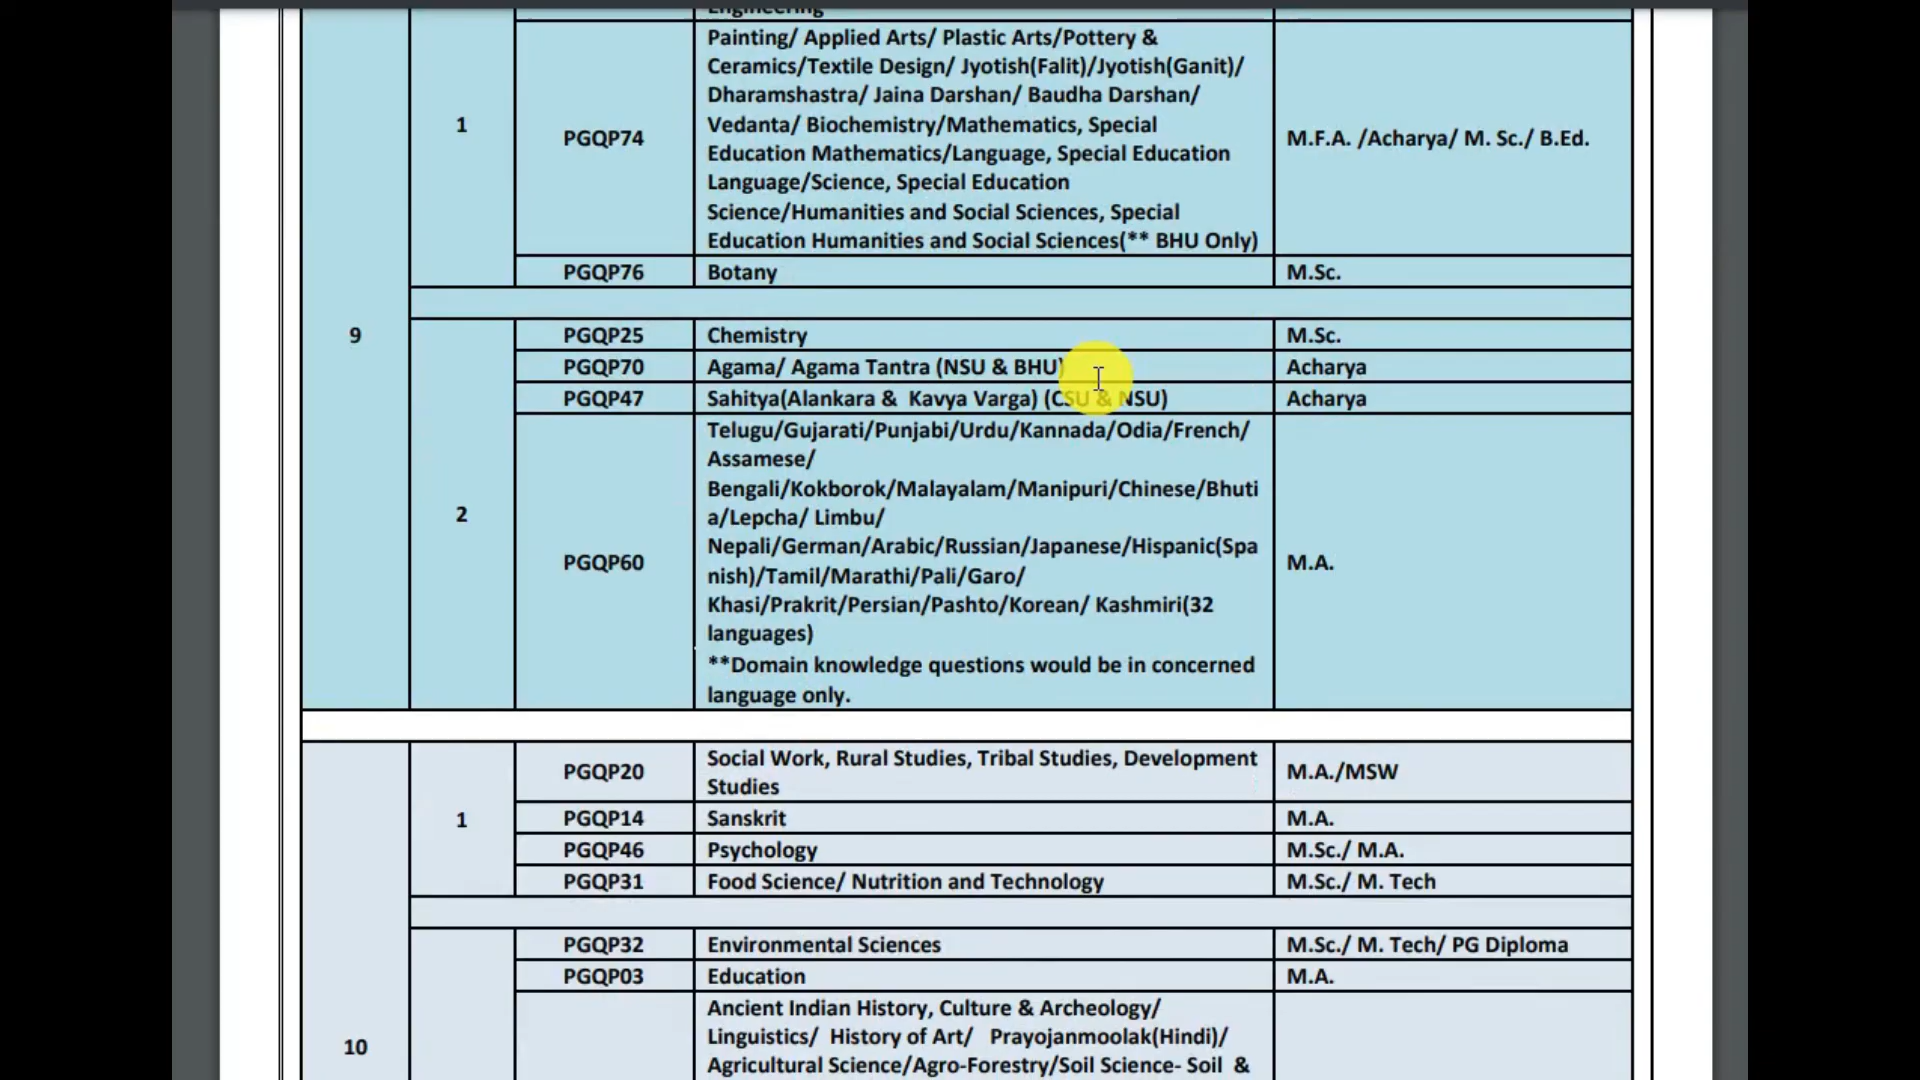 Engineering
1
PGQP74
Painting/ Applied Arts/ Plastic Arts/Pottery &
Ceramics/Textile Design/ Jyotish(Falit)/Jyotish(Ganit)/
Dharamshastra/ Jaina Darshan/ Baudha Darshan/
Vedanta/ Biochemistry/Mathematics, Special
Education Mathematics/Language, Special Education
Language/Science, Special Education
Science/Humanities and Social Sciences, Special
Education Humanities and Social Sciences(** BHU Only)
M.F.A. /Acharya/ M. Sc./ B.Ed.
PGQP76 Botany M.Sc.
9
2
PGQP25 Chemistry M.Sc.
PGQP70 Agama/ Agama Tantra (NSU & BHU) Acharya
PGQP47 Sahitya(Alankara & Kavya Varga) (CSU & NSU) Acharya
PGQP60
Telugu/Gujarati/Punjabi/Urdu/Kannada/Odia/French/
Assamese/
Bengali/Kokborok/Malayalam/Manipuri/Chinese/Bhuti
a/Lepcha/ Limbu/
Nepali/German/Arabic/Russian/Japanese/Hispanic(Spa
nish)/Tamil/Marathi/Pali/Garo/
Khasi/Prakrit/Persian/Pashto/Korean/ Kashmiri(32
languages)
**Domain knowledge questions would be in concerned
language only.
M.A.
10
1
PGQP20
Social Work, Rural Studies, Tribal Studies, Development
Studies
M.A./MSW
PGQP14 Sanskrit M.A.
PGQP46 Psychology M.Sc./ M.A.
PGQP31 Food Science/ Nutrition and Technology M.Sc./ M. Tech
PGQP32 Environmental Sciences M.Sc./ M. Tech/ PG Diploma
PGQP03 Education M.A.
Ancient Indian History, Culture & Archeology/
Linguistics/ History of Art/ Prayojanmoolak(Hindi)/
Agricultural Science/Agro-Forestry/Soil Science- Soil &